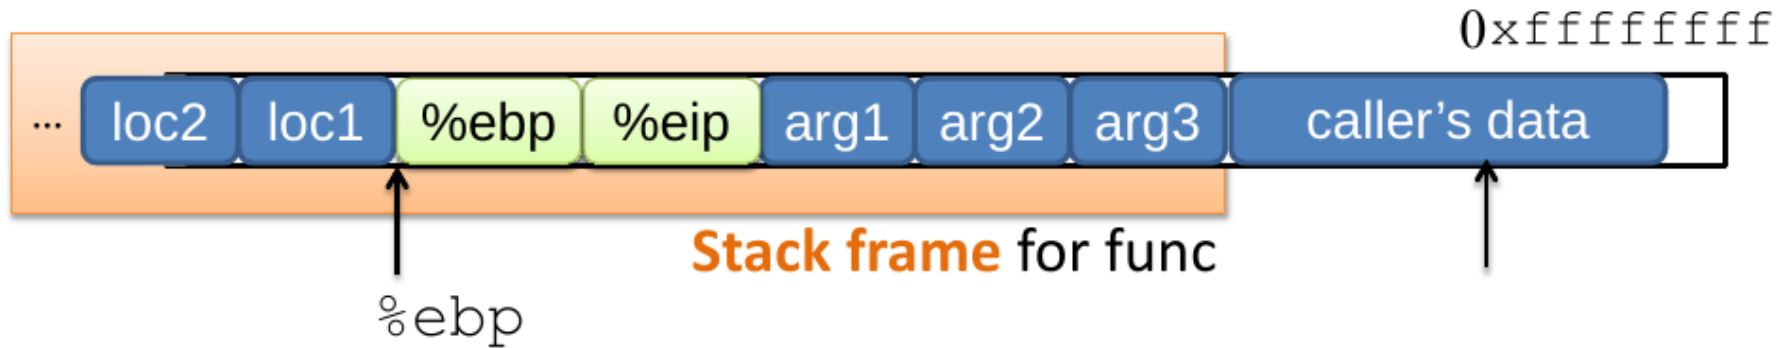 0xffffffff
... loc2 loc1 %ebp %eip arg1 arg2 arg3 caller's data
Stack frame for func
%ebp